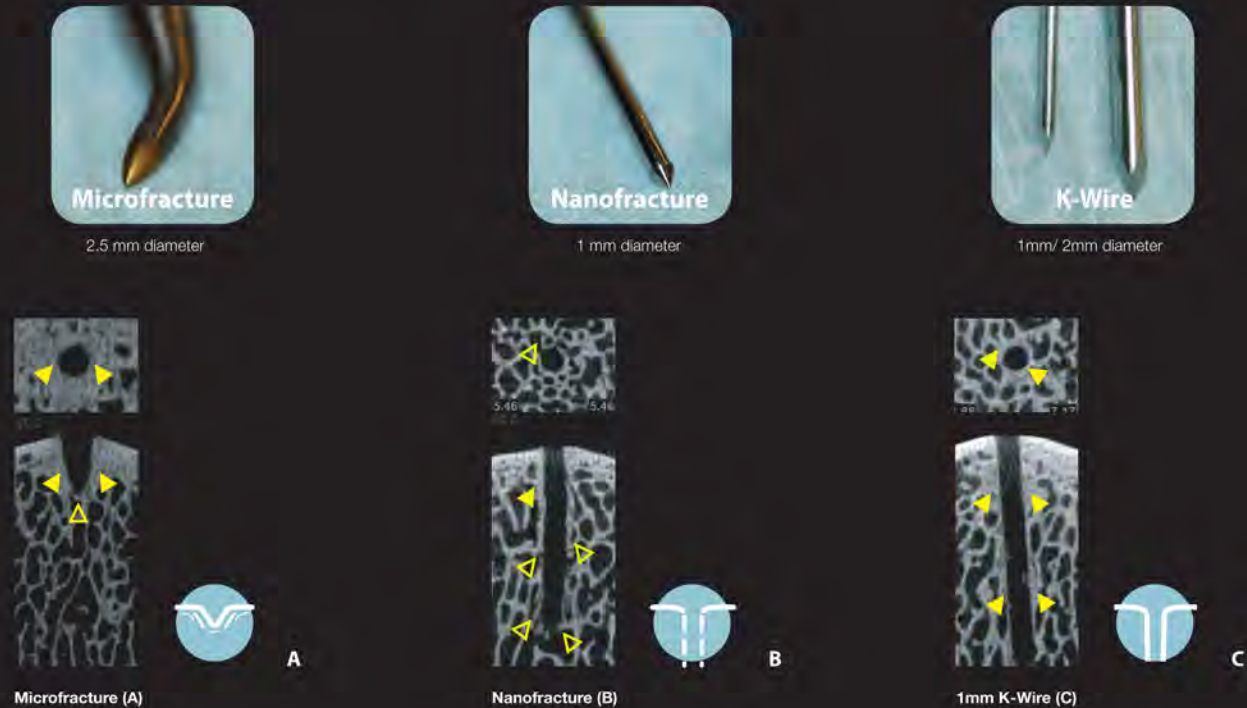 Microfracture
Nanofracture
K-Wire
2.5 mm diameter
1 mm diameter
1mm/ 2mm diameter
5.46
5.46
A
B
C
Microfracture (A)
Nanofracture (B)
1mm K-Wire (C)